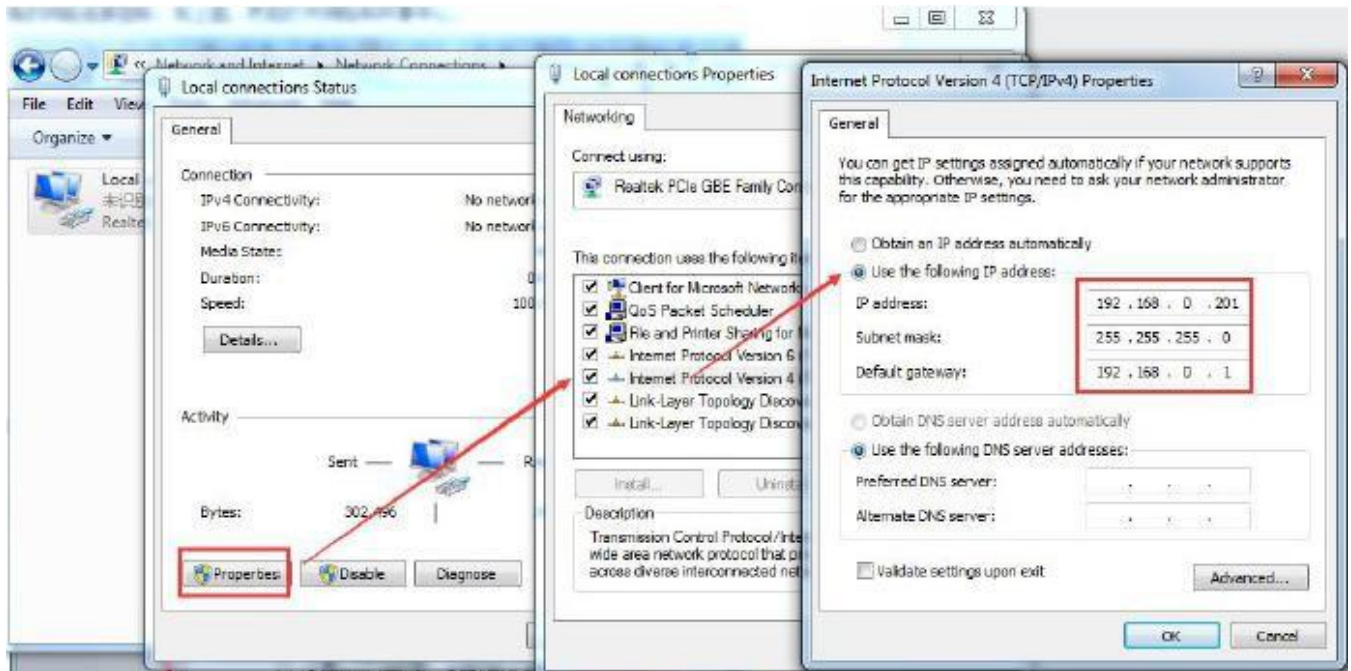 Network and Internet ▸ Network Connections ▸
File Edit View
Organize ▼
Local
Realte
Local connections Status
General
Connection
IPv4 Connectivity: No networ
IPv6 Connectivity: No networ
Media State:
Duration: 0
Speed: 100
Details...
Activity
Sent — R
Bytes: 302,496
Properties Disable Diagnose
Local connections Properties
Networking
Connect using:
Realtek PCIe GBE Family Con
This connection uses the following ite
Client for Microsoft Network
QoS Packet Scheduler
File and Printer Sharing for M
Internet Protocol Version 6
Internet Protocol Version 4
Link-Layer Topology Discov
Link-Layer Topology Discov
Install... Uninsta
Description
Transmission Control Protocol/Inte
wide area network protocol that p
across diverse interconnected net
Internet Protocol Version 4 (TCP/IPv4) Properties
General
You can get IP settings assigned automatically if your network supports
this capability. Otherwise, you need to ask your network administrator
for the appropriate IP settings.
Obtain an IP address automatically
Use the following IP address:
IP address: 192 . 168 . 0 . 201
Subnet mask: 255 . 255 . 255 . 0
Default gateway: 192 . 168 . 0 . 1
Obtain DNS server address automatically
Use the following DNS server addresses:
Preferred DNS server: . . .
Alternate DNS server: . . .
Validate settings upon exit
Advanced...
OK Cancel